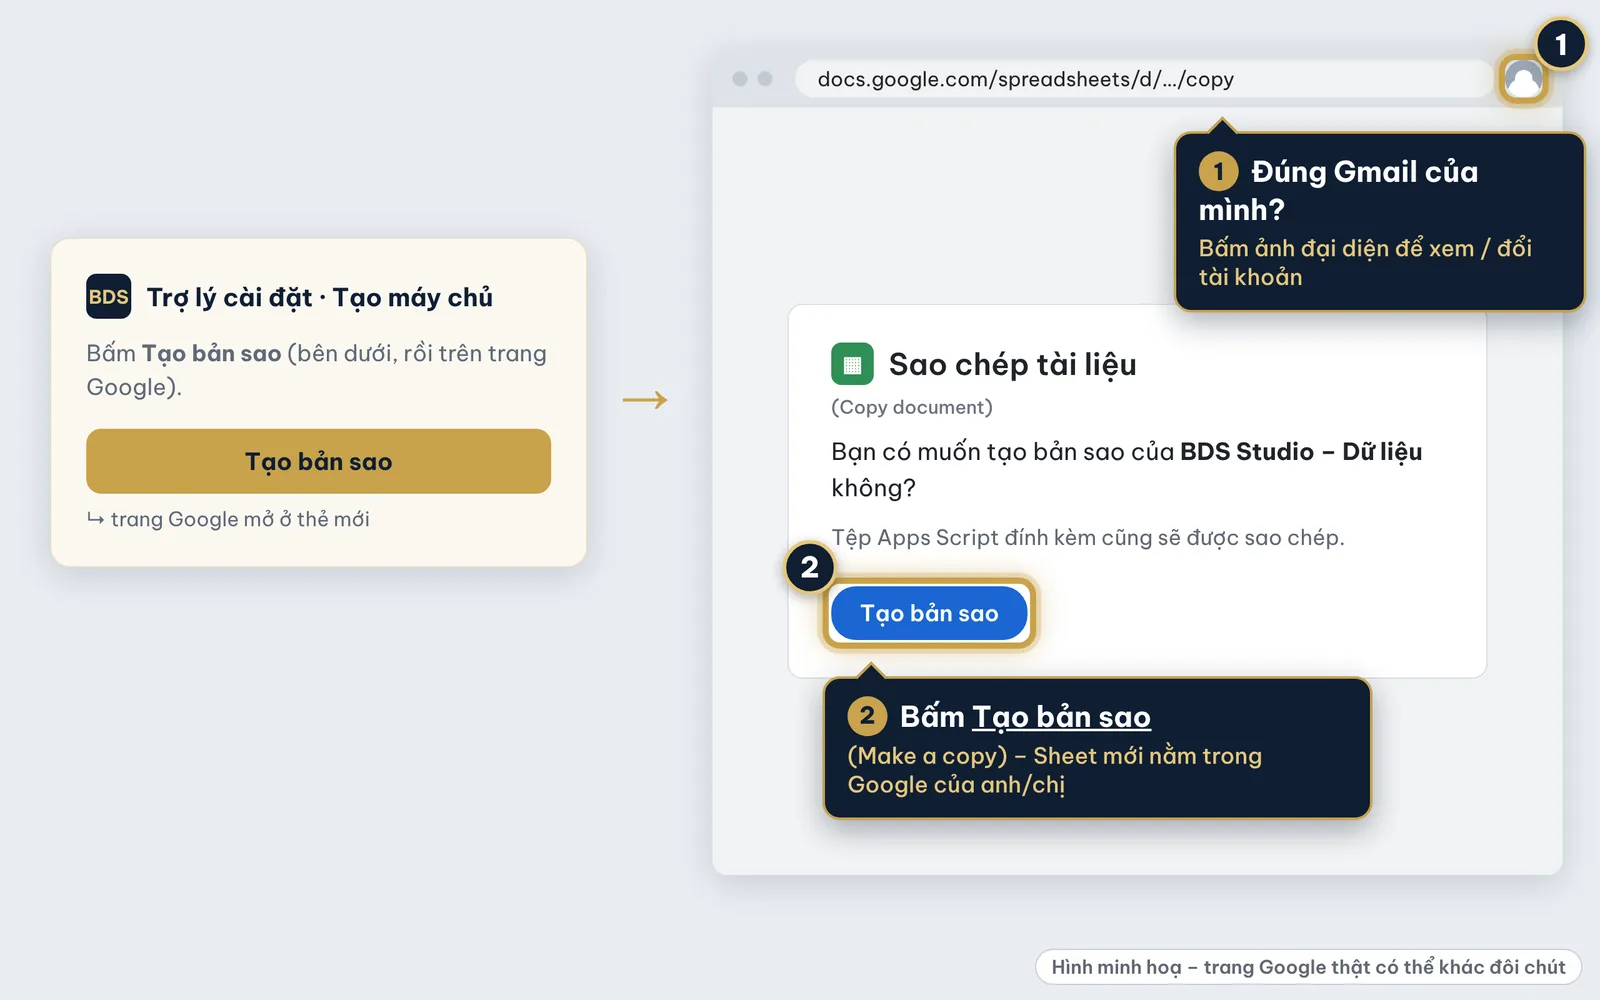 BDS
Trợ lý cài đặt · Tạo máy chủ
Bấm Tạo bản sao (bên dưới, rồi trên trang
Google).
Tạo bản sao
↳ trang Google mở ở thẻ mới
→
docs.google.com/spreadsheets/d/…/copy
1
1 Đúng Gmail của
mình?
Bấm ảnh đại diện để xem / đổi
tài khoản
Sao chép tài liệu
(Copy document)
Bạn có muốn tạo bản sao của BDS Studio – Dữ liệu
không?
Tệp Apps Script đính kèm cũng sẽ được sao chép.
2
Tạo bản sao
2 Bấm Tạo bản sao
(Make a copy) – Sheet mới nằm trong
Google của anh/chị
Hình minh hoạ – trang Google thật có thể khác đôi chút